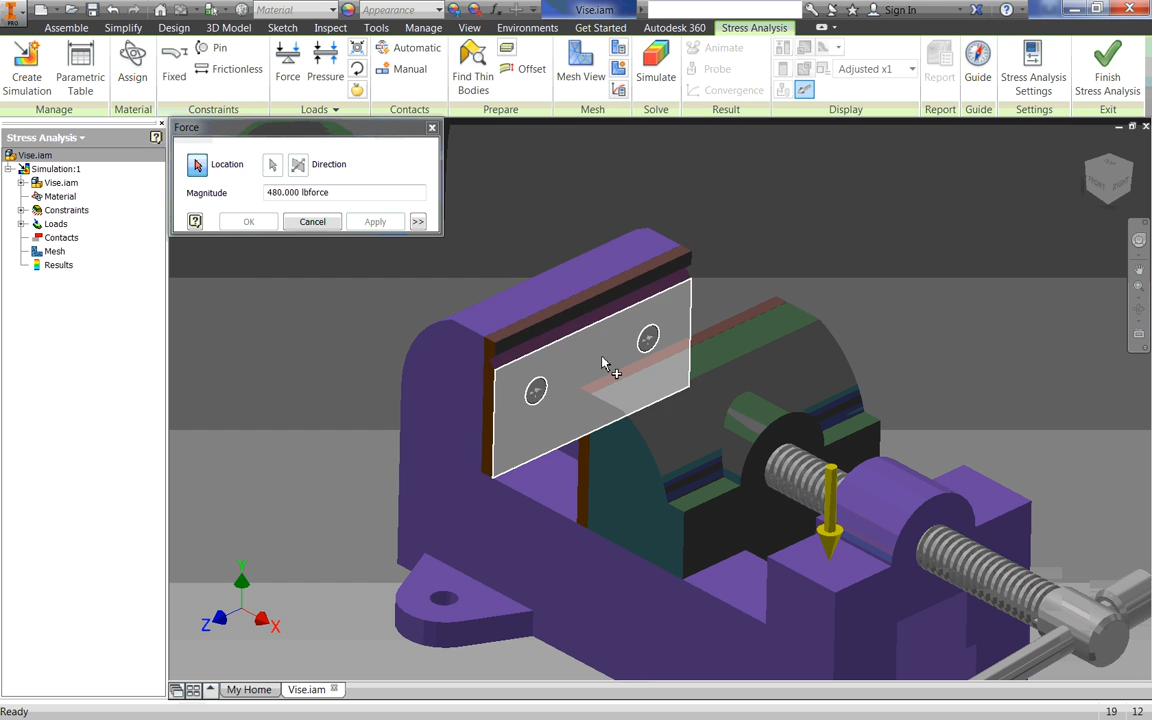 Material
Appearance
Vise.iam
Sign In
PRO
Assemble
Simplify
Design
3D Model
Sketch
Inspect
Tools
Manage
View
Environments
Get Started
Autodesk 360
Stress Analysis
Create Simulation
Parametric Table
Assign
Fixed
Pin
Frictionless
Force
Pressure
Automatic
Manual
Find Thin Bodies
Offset
Mesh View
Simulate
Animate
Probe
Convergence
Adjusted x1
Report
Guide
Stress Analysis Settings
Finish Stress Analysis
Manage
Material
Constraints
Loads
Contacts
Prepare
Mesh
Solve
Result
Display
Report
Guide
Settings
Exit
Stress Analysis
Vise.iam
Simulation:1
Vise.iam
Material
Constraints
Loads
Contacts
Mesh
Results
Force
Location
Direction
Magnitude
480.000 lbforce
OK
Cancel
Apply
>>
FRONT
RIGHT
Y
Z
X
My Home
Vise.iam
Ready
19
12